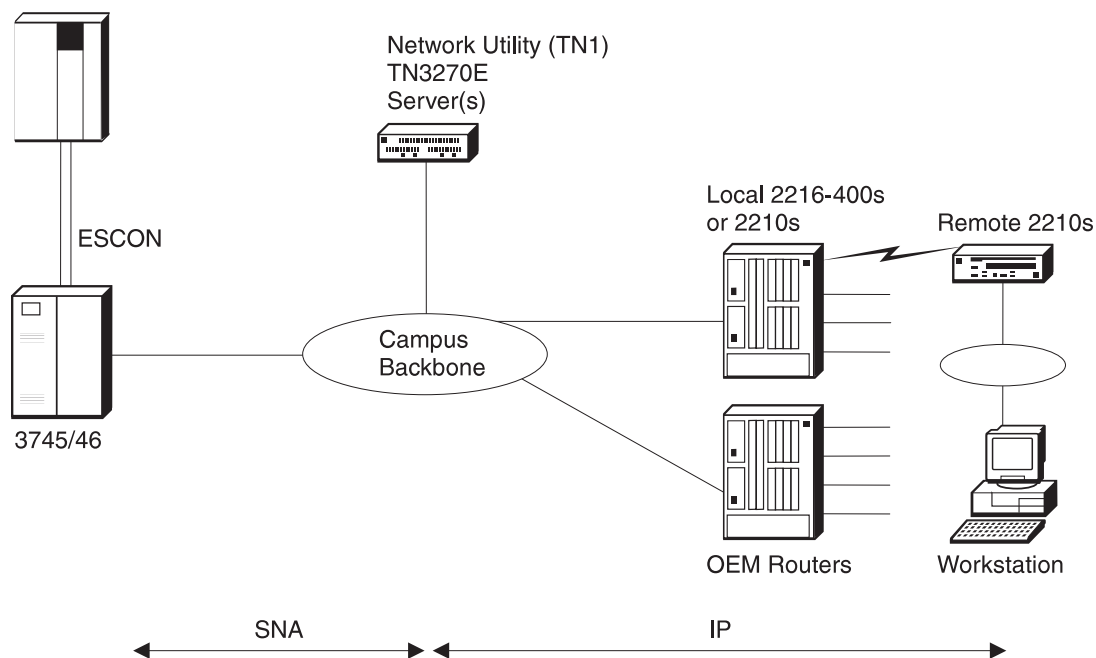 Network Utility (TN1)
TN3270E
Server(s)
Local 2216-400s
or 2210s
Remote 2210s
ESCON
Campus
Backbone
3745/46
OEM Routers
Workstation
SNA
IP